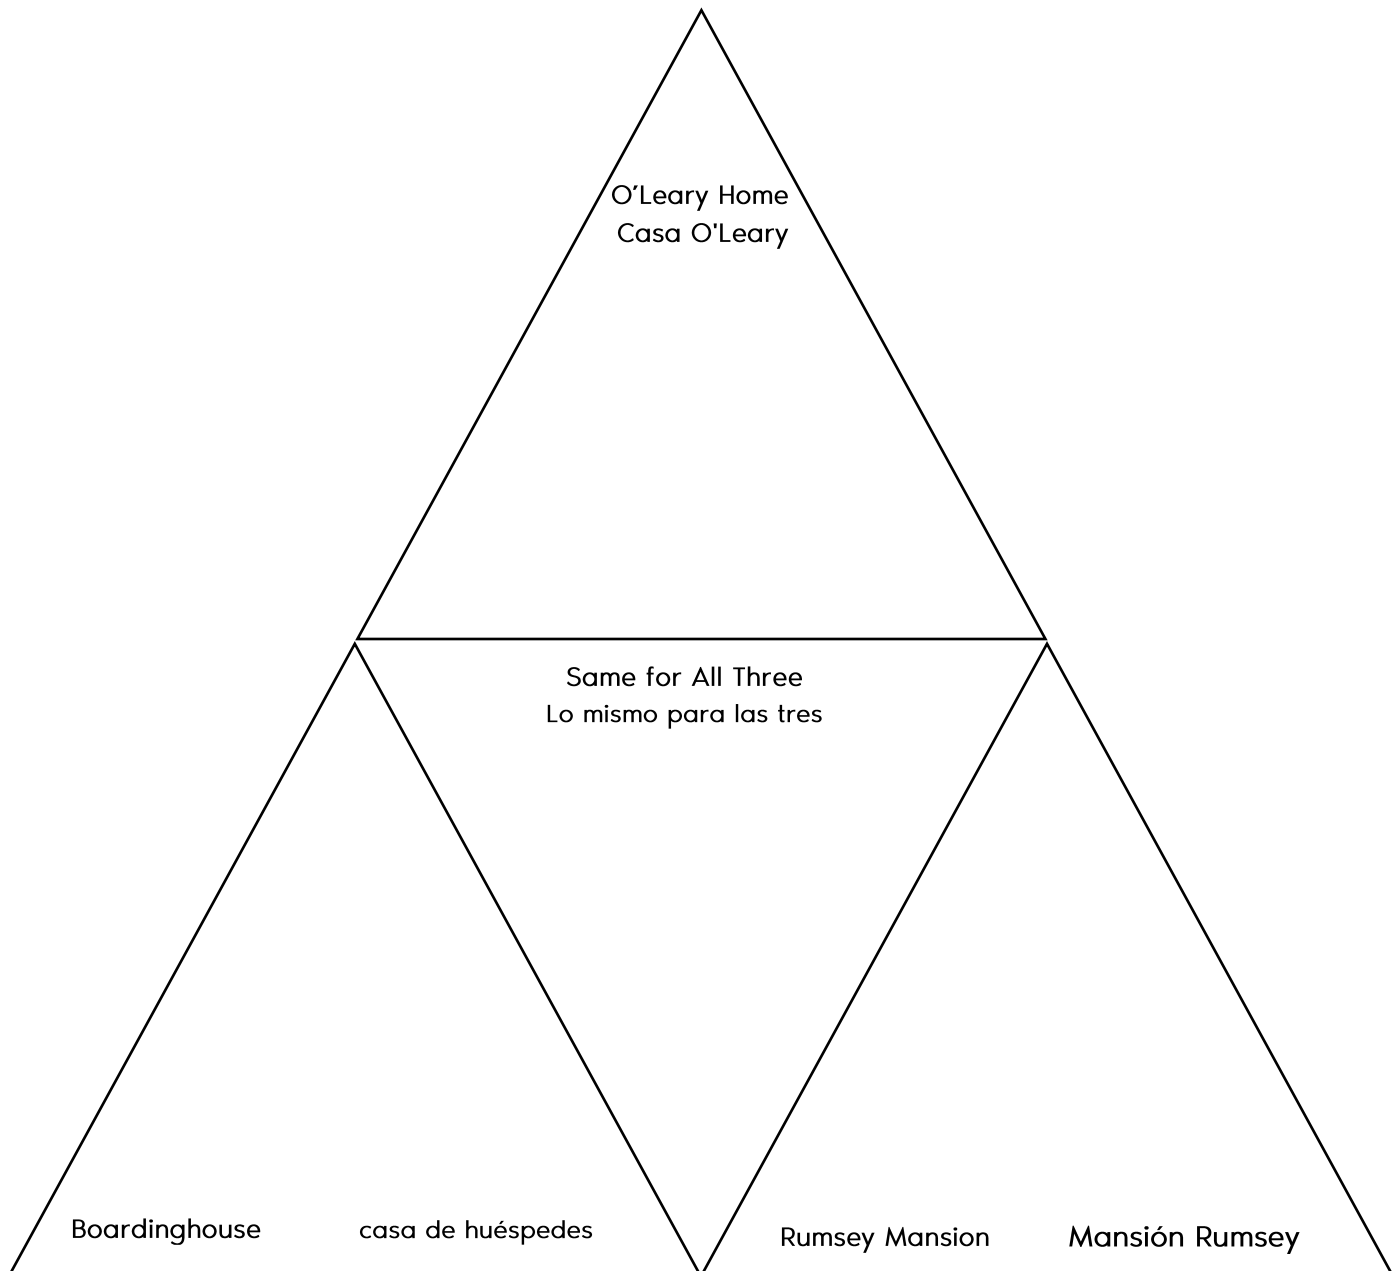 O’Leary Home
Casa O'Leary
Same for All Three
Lo mismo para las tres
Boardinghouse
casa de huéspedes
Rumsey Mansion
Mansión Rumsey